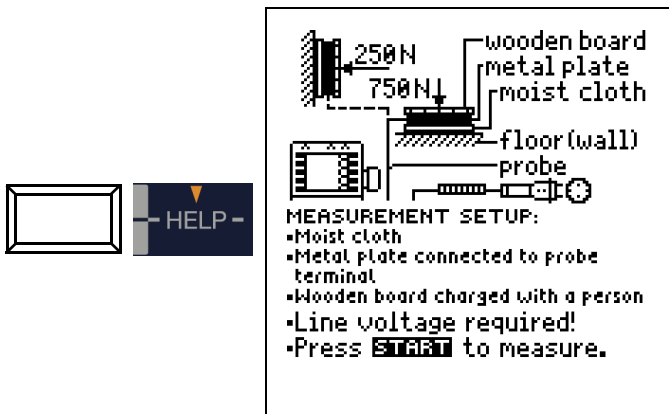 HELP
250N
750N
wooden board
metal plate
moist cloth
floor(wall)
probe
MEASUREMENT SETUP:
▪Moist cloth
▪Metal plate connected to probe
terminal
▪Wooden board charged with a person
▪Line voltage required!
▪Press START to measure.